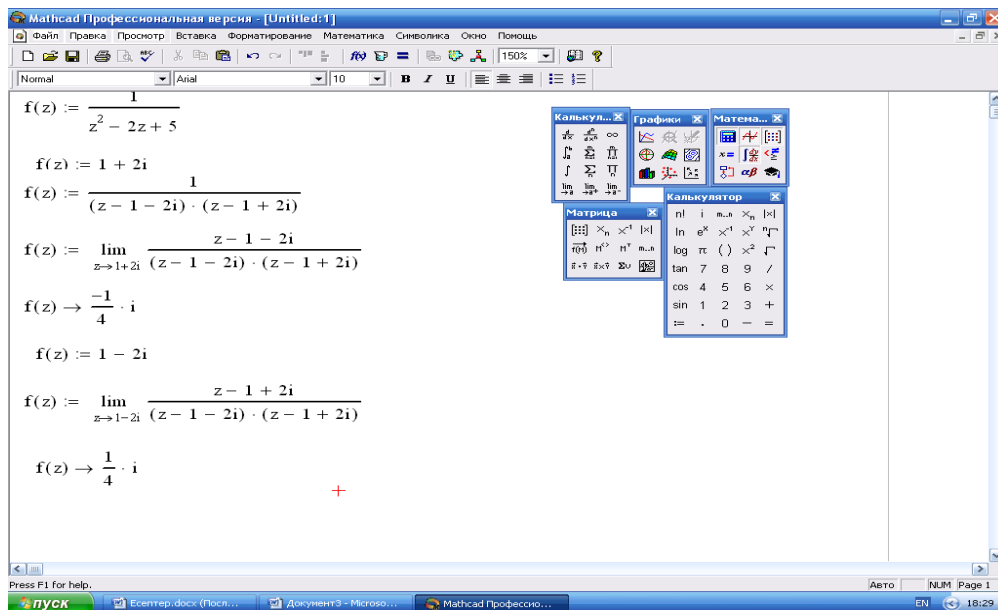 Mathcad Профессиональная версия - [Untitled:1]
Файл Правка Просмотр Вставка Форматирование Математика Символика Окно Помощь
150%
Normal Arial 10 B I U
f(z) := 1 / (z² − 2z + 5)
f(z) := 1 + 2i
f(z) := 1 / ((z − 1 − 2i) · (z − 1 + 2i))
f(z) := lim z→1+2i (z − 1 − 2i) / ((z − 1 − 2i) · (z − 1 + 2i))
f(z) → −1/4 · i
f(z) := 1 − 2i
f(z) := lim z→1−2i (z − 1 + 2i) / ((z − 1 − 2i) · (z − 1 + 2i))
f(z) → 1/4 · i
Калькул...
Графики
Матема...
Матрица
Калькулятор
n! i m..n ×n |×|
ln eˣ ×⁻¹ ×ʸ ⁿ√
log π ( ) ×² √
tan 7 8 9 /
cos 4 5 6 ×
sin 1 2 3 +
:= . 0 − =
Press F1 for help.
Авто NUM Page 1
пуск
Есептер.docx (Посл...
Документ3 - Microso...
Mathcad Профессио...
EN 18:29